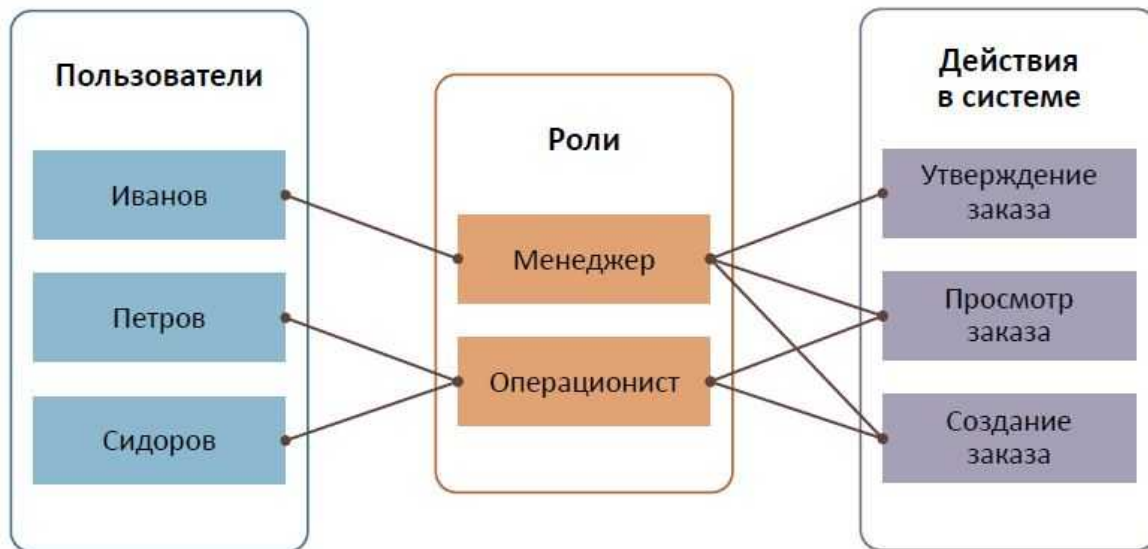 Пользователи
Иванов
Петров
Сидоров
Роли
Менеджер
Операционист
Действия
в системе
Утверждение
заказа
Просмотр
заказа
Создание
заказа